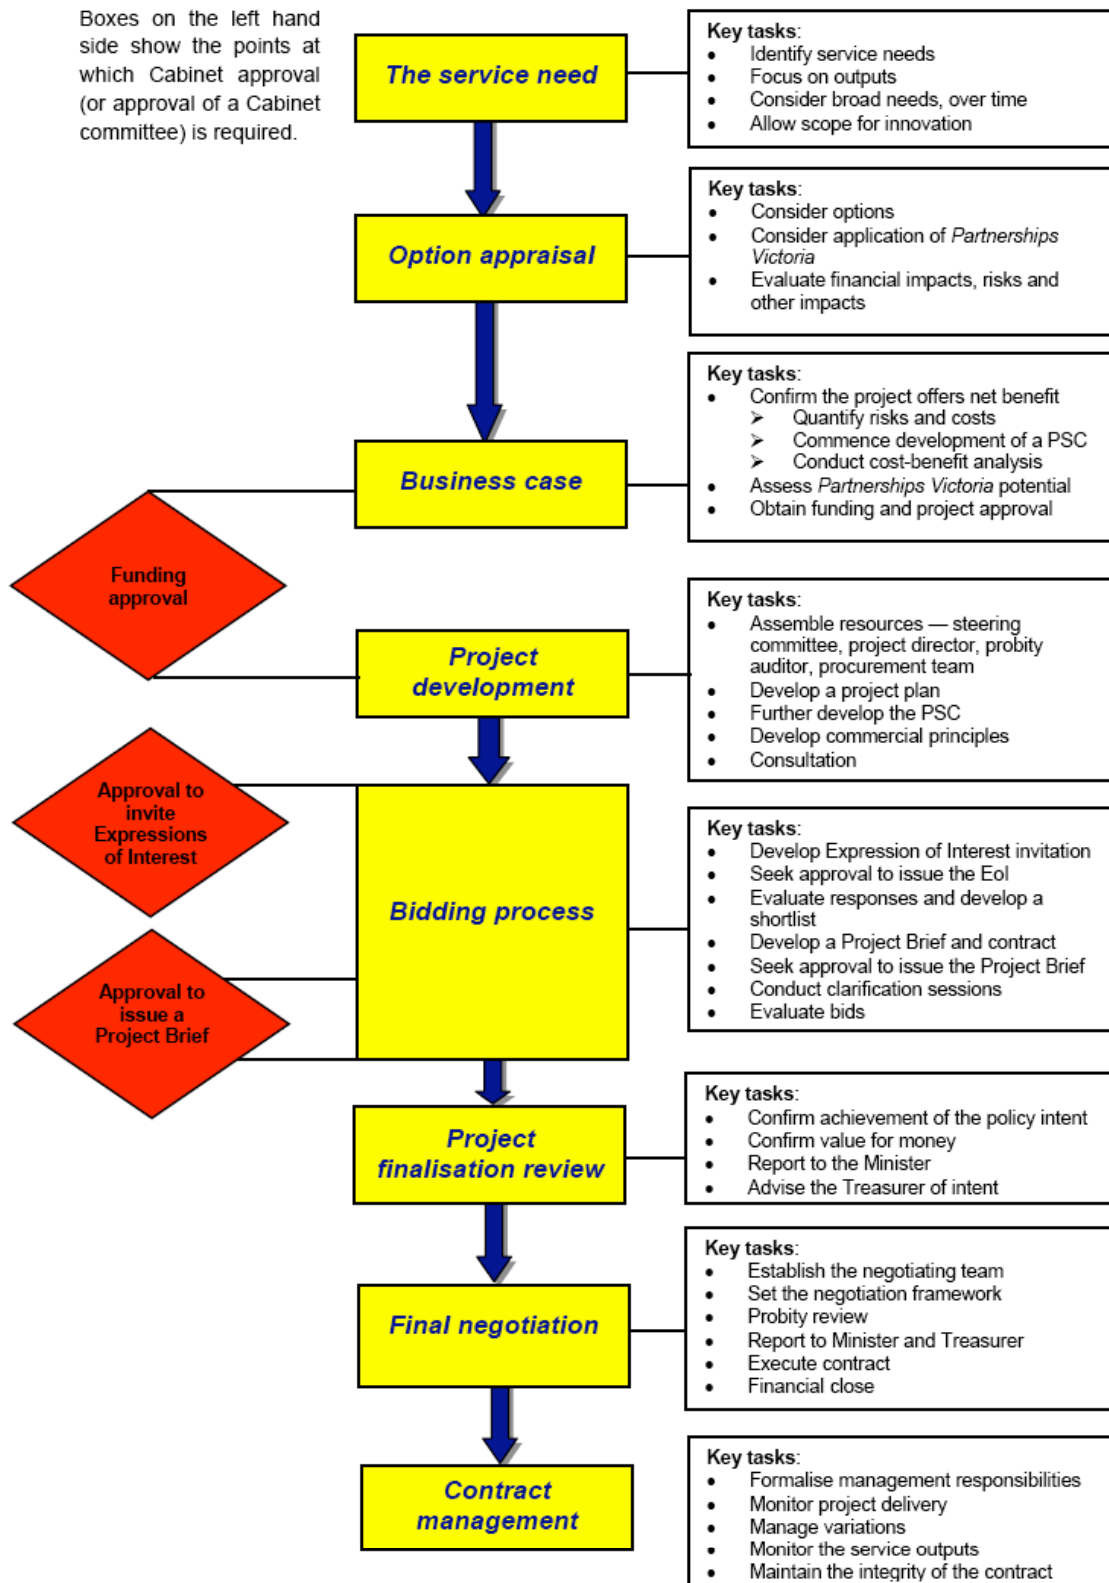 Boxes on the left hand
side show the points at
which Cabinet approval
(or approval of a Cabinet
committee) is required.
The service need
Key tasks:
• Identify service needs
• Focus on outputs
• Consider broad needs, over time
• Allow scope for innovation
Option appraisal
Key tasks:
• Consider options
• Consider application of Partnerships
Victoria
• Evaluate financial impacts, risks and
other impacts
Business case
Key tasks:
• Confirm the project offers net benefit
➢ Quantify risks and costs
➢ Commence development of a PSC
➢ Conduct cost-benefit analysis
• Assess Partnerships Victoria potential
• Obtain funding and project approval
Funding
approval
Project
development
Key tasks:
• Assemble resources — steering
committee, project director, probity
auditor, procurement team
• Develop a project plan
• Further develop the PSC
• Develop commercial principles
• Consultation
Approval to
invite
Expressions
of Interest
Approval to
issue a
Project Brief
Bidding process
Key tasks:
• Develop Expression of Interest invitation
• Seek approval to issue the EoI
• Evaluate responses and develop a
shortlist
• Develop a Project Brief and contract
• Seek approval to issue the Project Brief
• Conduct clarification sessions
• Evaluate bids
Project
finalisation review
Key tasks:
• Confirm achievement of the policy intent
• Confirm value for money
• Report to the Minister
• Advise the Treasurer of intent
Final negotiation
Key tasks:
• Establish the negotiating team
• Set the negotiation framework
• Probity review
• Report to Minister and Treasurer
• Execute contract
• Financial close
Contract
management
Key tasks:
• Formalise management responsibilities
• Monitor project delivery
• Manage variations
• Monitor the service outputs
• Maintain the integrity of the contract